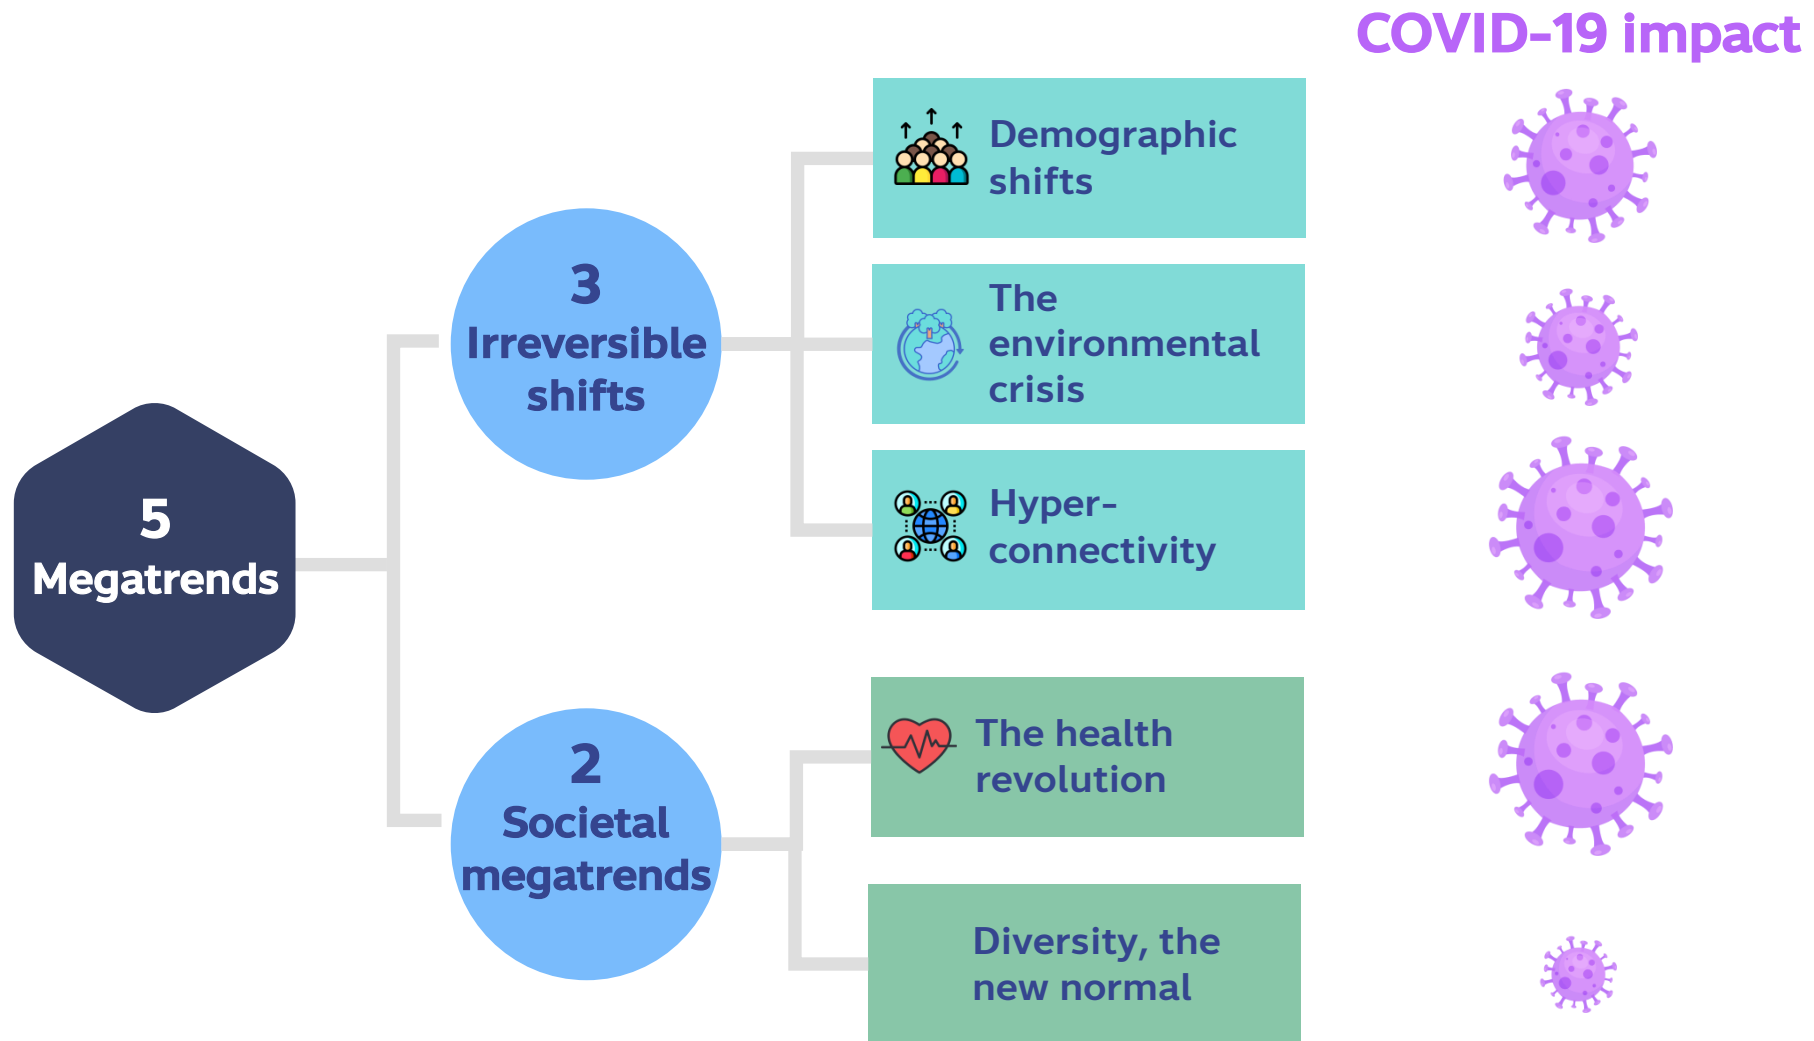 COVID-19 impact
5
Megatrends
3
Irreversible
shifts
Demographic
shifts
The
environmental
crisis
Hyper-
connectivity
2
Societal
megatrends
The health
revolution
Diversity, the
new normal